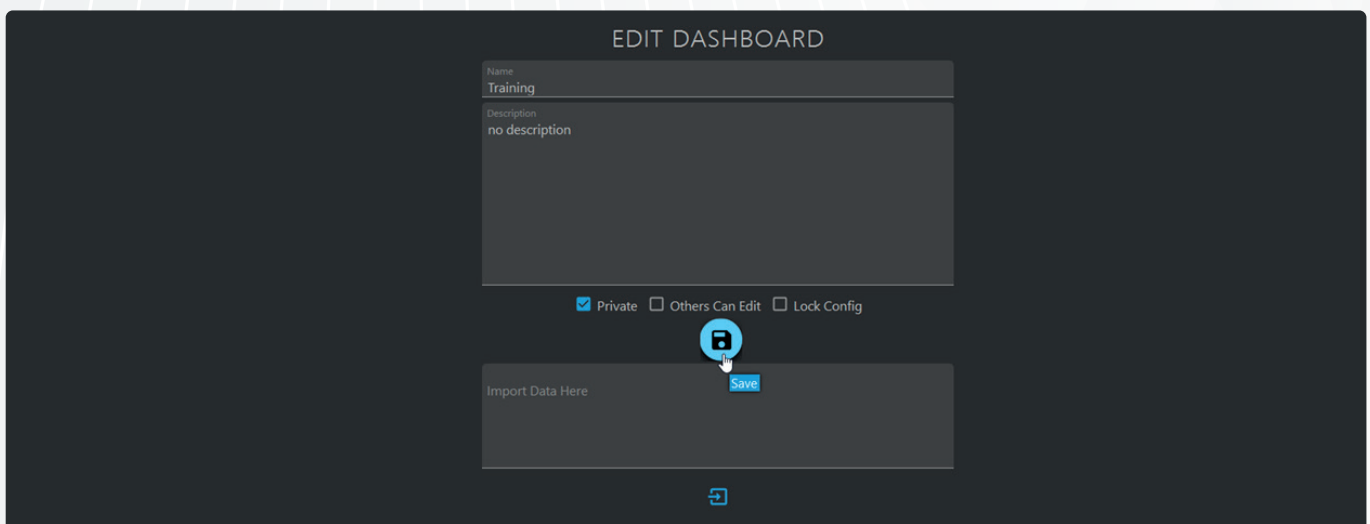 EDIT DASHBOARD
Name
Training
Description
no description
Private Others Can Edit Lock Config
Save
Import Data Here